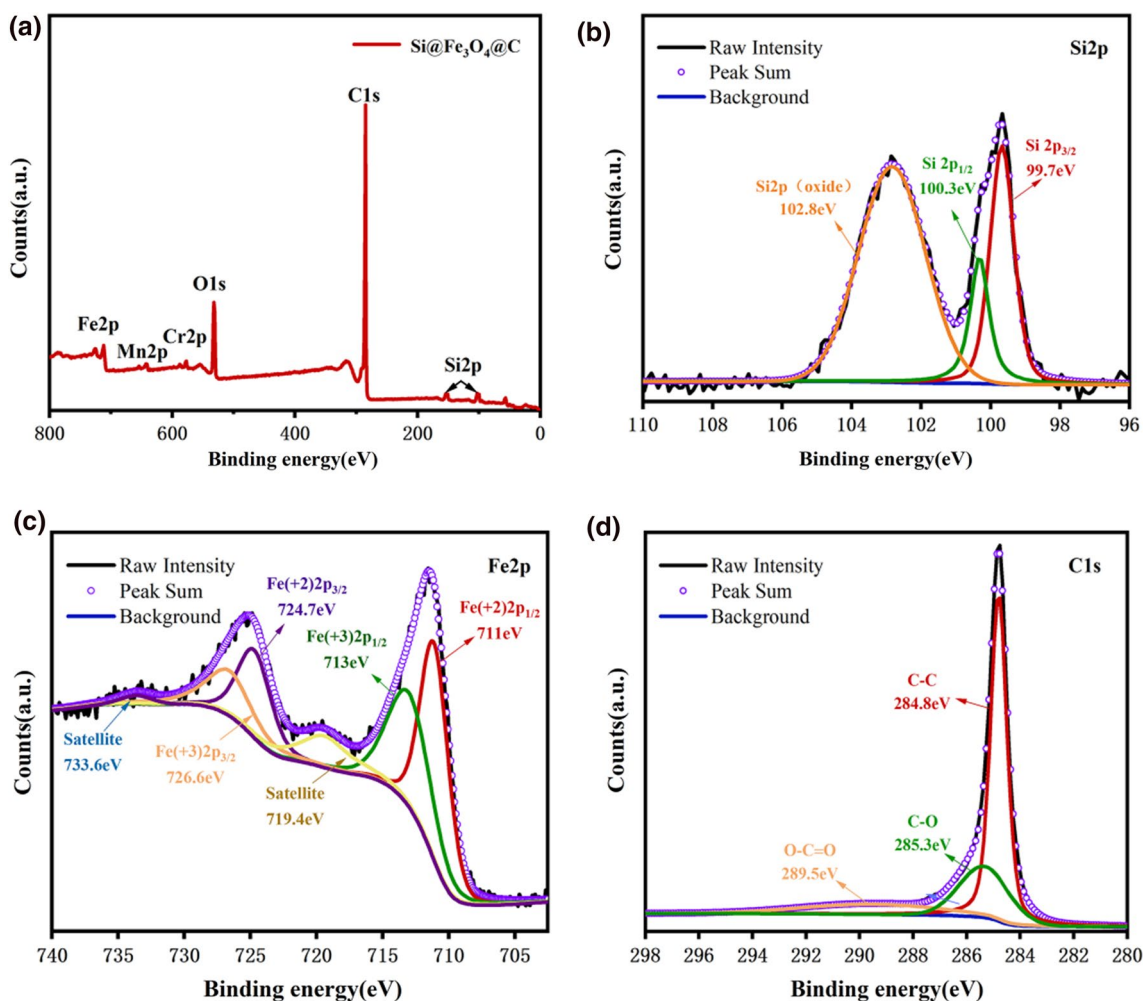 (a)
Si@Fe₃O₄@C
C1s
O1s
Fe2p
Mn2p
Cr2p
Si2p
Counts(a.u.)
800 600 400 200 0
Binding energy(eV)
(b)
Raw Intensity
Peak Sum
Background
Si2p
Si 2p₃/₂
99.7eV
Si 2p₁/₂
100.3eV
Si2p（oxide）
102.8eV
Counts(a.u.)
110 108 106 104 102 100 98 96
Binding energy(eV)
(c)
Raw Intensity
Peak Sum
Background
Fe2p
Fe(+2)2p₃/₂
724.7eV
Fe(+2)2p₁/₂
711eV
Fe(+3)2p₁/₂
713eV
Satellite
733.6eV
Fe(+3)2p₃/₂
726.6eV
Satellite
719.4eV
Counts(a.u.)
740 735 730 725 720 715 710 705
Binding energy(eV)
(d)
Raw Intensity
Peak Sum
Background
C1s
C-C
284.8eV
C-O
285.3eV
O-C=O
289.5eV
Counts(a.u.)
298 296 294 292 290 288 286 284 282 280
Binding energy(eV)